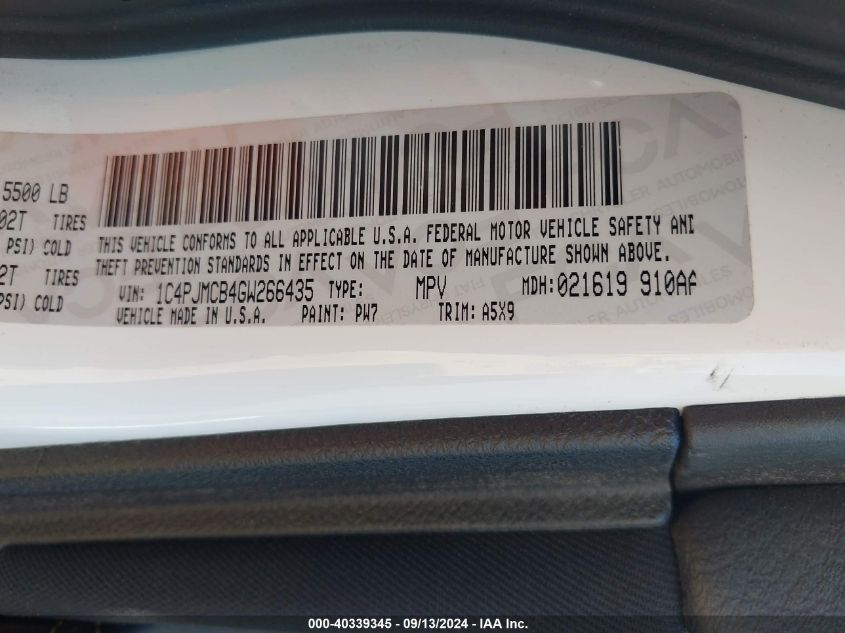 5500 LB
02T TIRES
PSI) COLD
2T TIRES
PSI) COLD
THIS VEHICLE CONFORMS TO ALL APPLICABLE U.S.A. FEDERAL MOTOR VEHICLE SAFETY AND
THEFT PREVENTION STANDARDS IN EFFECT ON THE DATE OF MANUFACTURE SHOWN ABOVE.
VIN: 1C4PJMCB4GW266435 TYPE: MPV MDH:021619 910AA
VEHICLE MADE IN U.S.A. PAINT: PW7 TRIM: A5X9
000-40339345 - 09/13/2024 - IAA Inc.